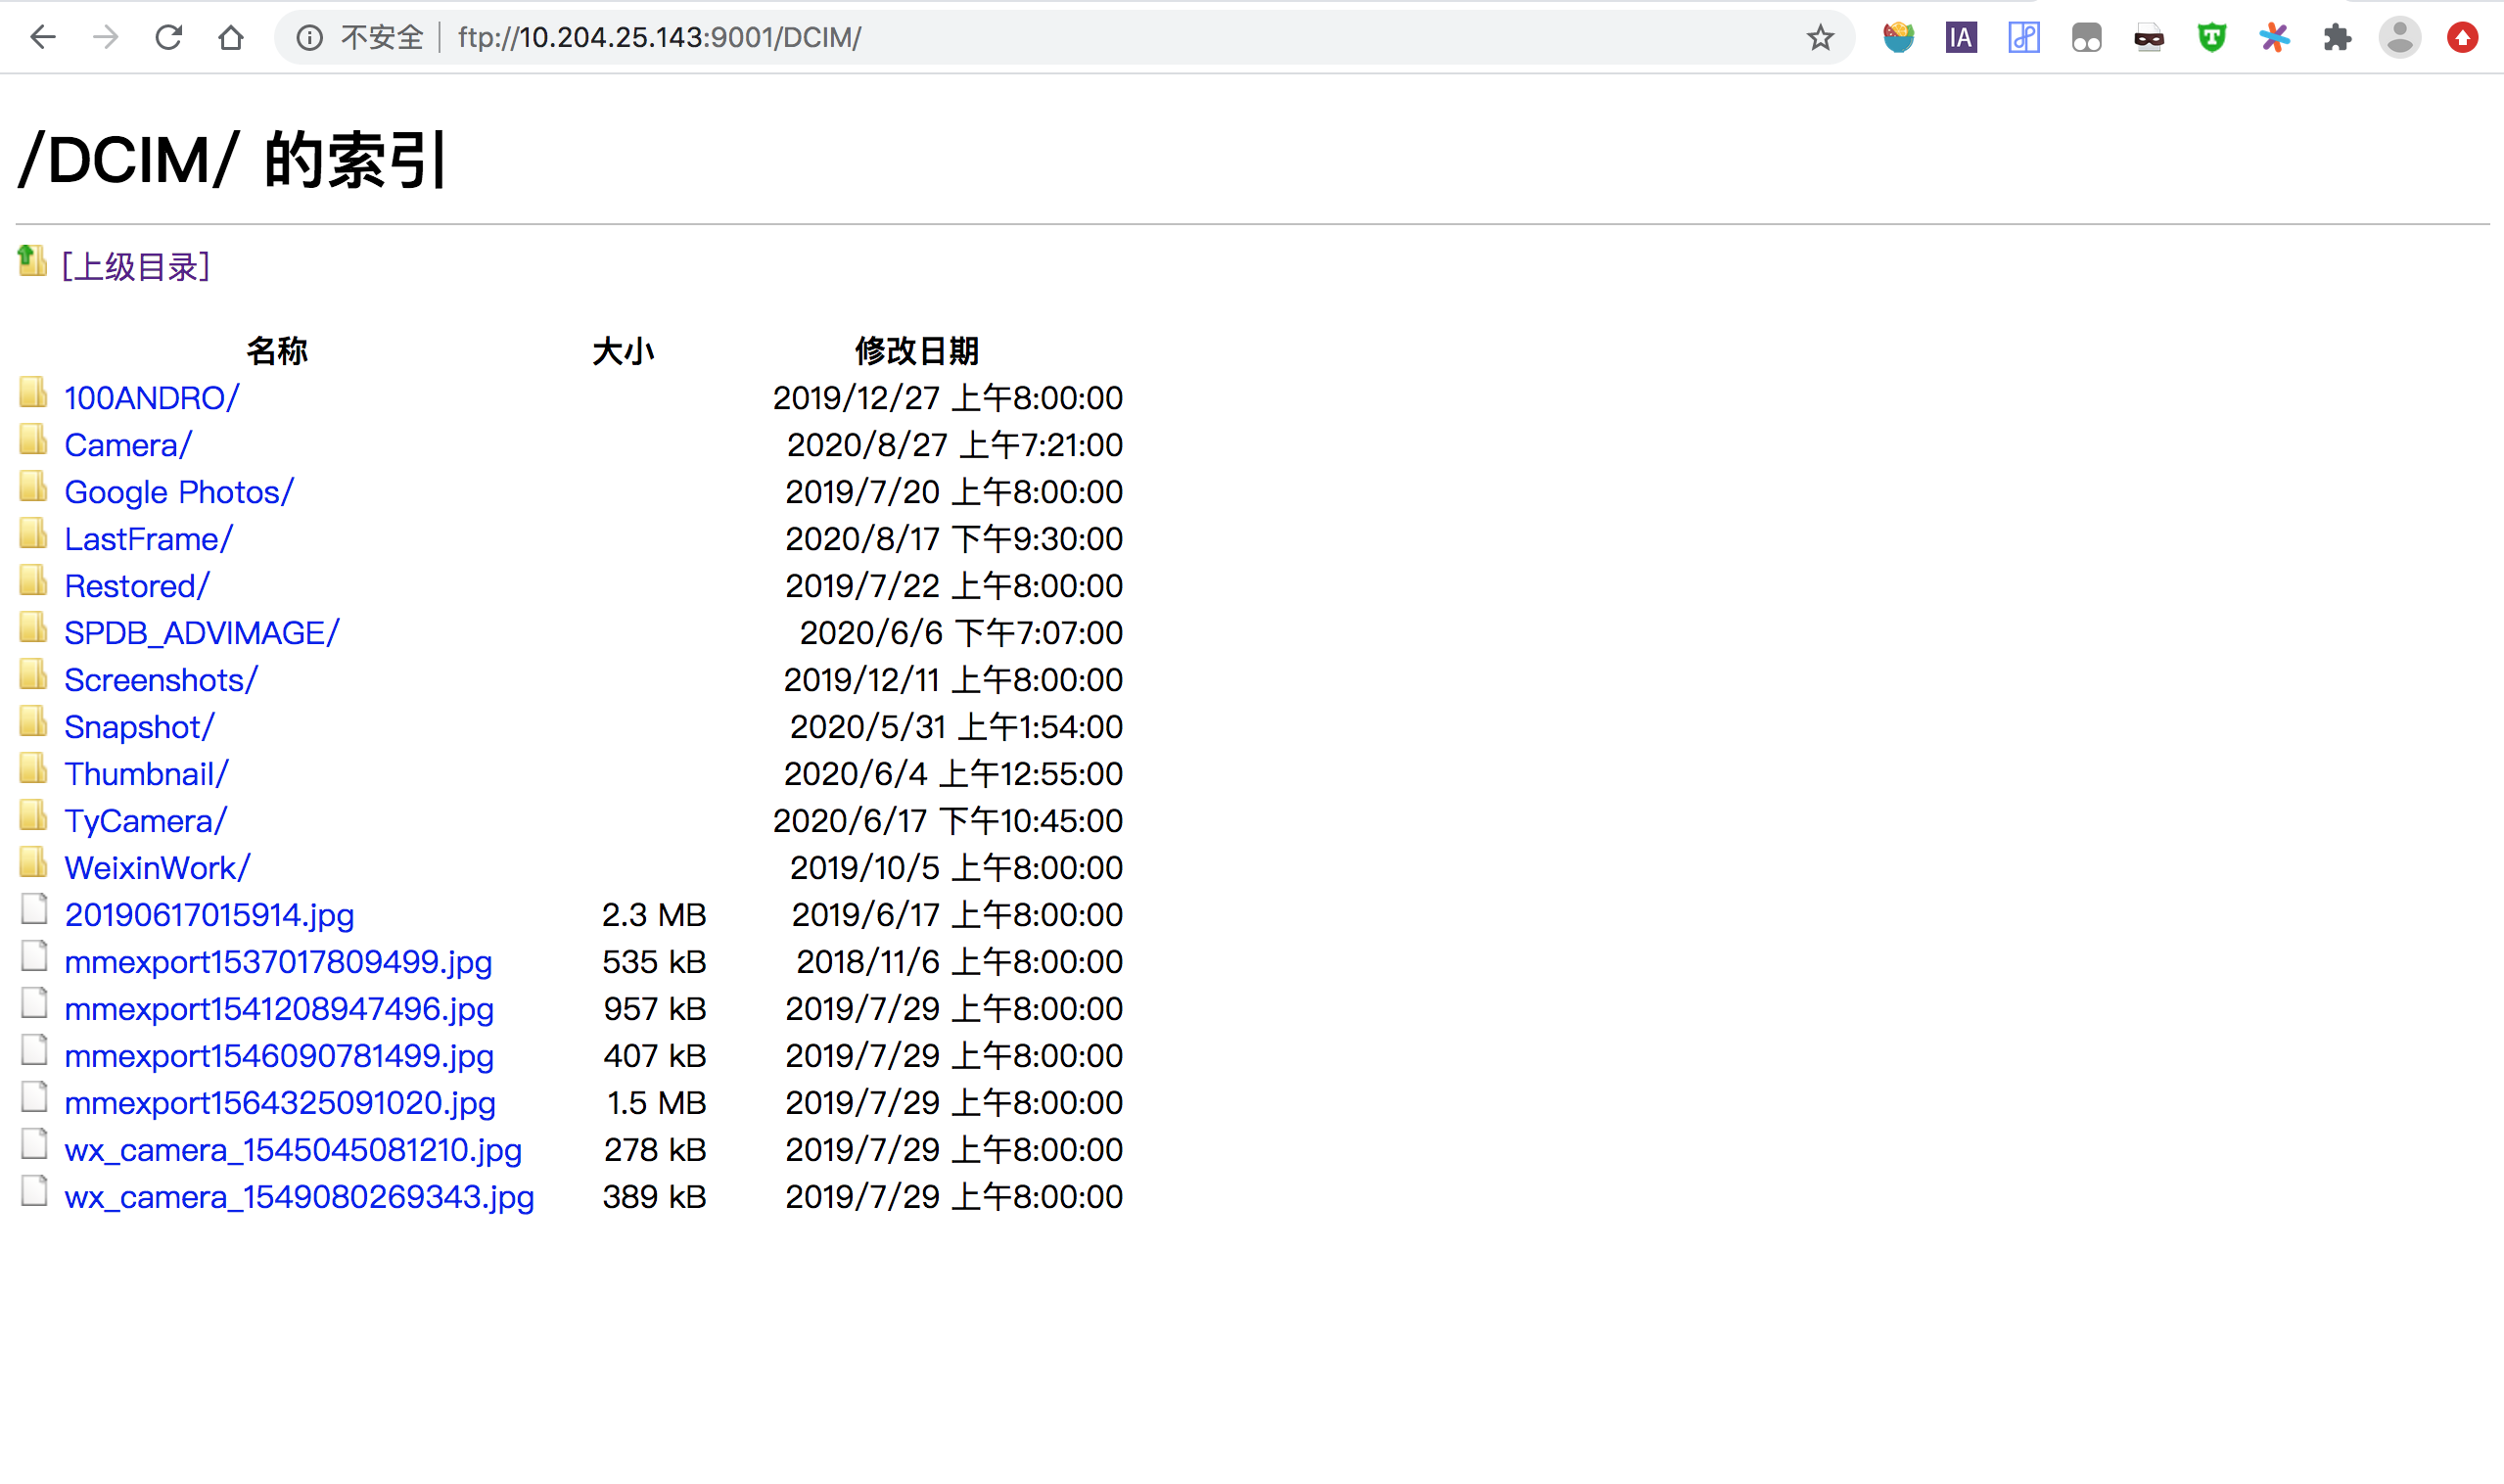 不安全 ftp://10.204.25.143:9001/DCIM/ IA T
/DCIM/ 的索引
[上级目录]
名称 大小 修改日期
100ANDRO/ 2019/12/27 上午8:00:00
Camera/ 2020/8/27 上午7:21:00
Google Photos/ 2019/7/20 上午8:00:00
LastFrame/ 2020/8/17 下午9:30:00
Restored/ 2019/7/22 上午8:00:00
SPDB_ADVIMAGE/ 2020/6/6 下午7:07:00
Screenshots/ 2019/12/11 上午8:00:00
Snapshot/ 2020/5/31 上午1:54:00
Thumbnail/ 2020/6/4 上午12:55:00
TyCamera/ 2020/6/17 下午10:45:00
WeixinWork/ 2019/10/5 上午8:00:00
20190617015914.jpg 2.3 MB 2019/6/17 上午8:00:00
mmexport1537017809499.jpg 535 kB 2018/11/6 上午8:00:00
mmexport1541208947496.jpg 957 kB 2019/7/29 上午8:00:00
mmexport1546090781499.jpg 407 kB 2019/7/29 上午8:00:00
mmexport1564325091020.jpg 1.5 MB 2019/7/29 上午8:00:00
wx_camera_1545045081210.jpg 278 kB 2019/7/29 上午8:00:00
wx_camera_1549080269343.jpg 389 kB 2019/7/29 上午8:00:00